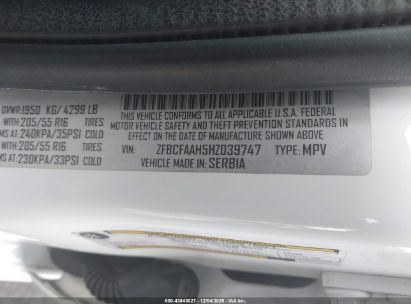 GVWR 1950 KG/ 4299 LB
WITH 205/55 R16 TIRES
MS AT 240KPA/35PSI COLD
WITH 205/55 R16 TIRES
MS AT 230KPA/33PSI COLD
THIS VEHICLE CONFORMS TO ALL APPLICABLE U.S.A. FEDERAL
MOTOR VEHICLE SAFETY AND THEFT PREVENTION STANDARDS IN
EFFECT ON THE DATE OF MANUFACTURE SHOWN ABOVE.
VIN: ZFBCFAAH5HZ039747 TYPE: MPV
MADE IN: SERBIA